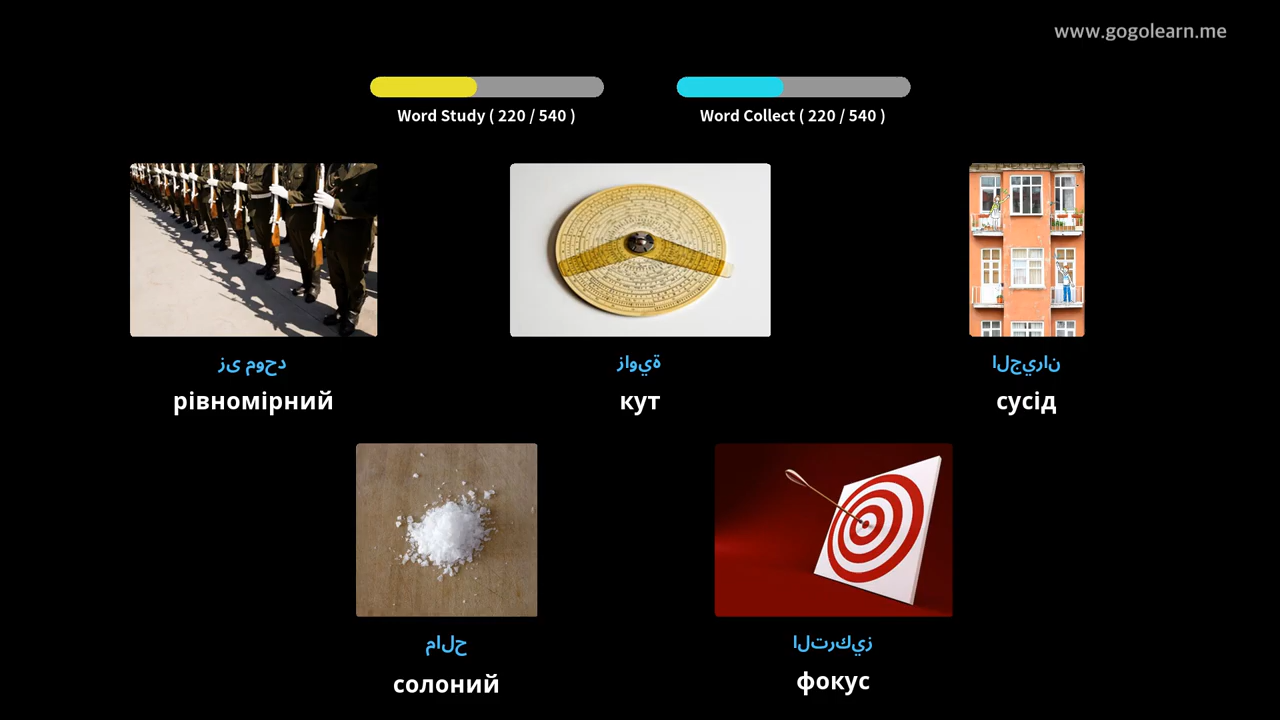 www.gogolearn.me
Word Study ( 220 / 540 )
Word Collect ( 220 / 540 )
زى موحد
زاوية
الجيران
рівномірний
кут
сусід
مالح
التركيز
солоний
фокус